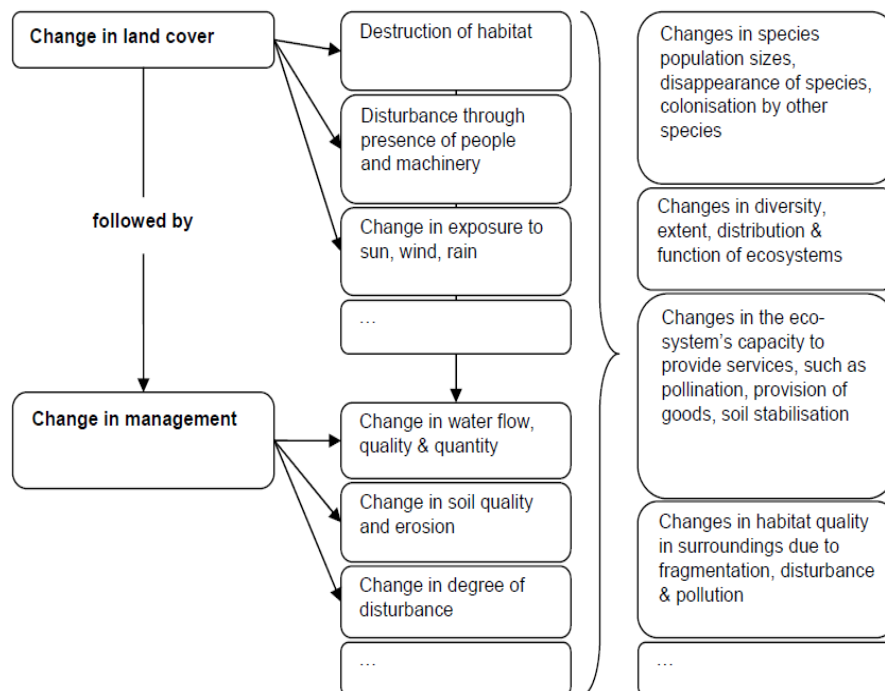 Change in land cover
followed by
Change in management
Destruction of habitat
Disturbance through
presence of people
and machinery
Change in exposure to
sun, wind, rain
…
Change in water flow,
quality & quantity
Change in soil quality
and erosion
Change in degree of
disturbance
…
Changes in species
population sizes,
disappearance of species,
colonisation by other
species
Changes in diversity,
extent, distribution &
function of ecosystems
Changes in the eco-
system’s capacity to
provide services, such as
pollination, provision of
goods, soil stabilisation
Changes in habitat quality
in surroundings due to
fragmentation, disturbance
& pollution
…